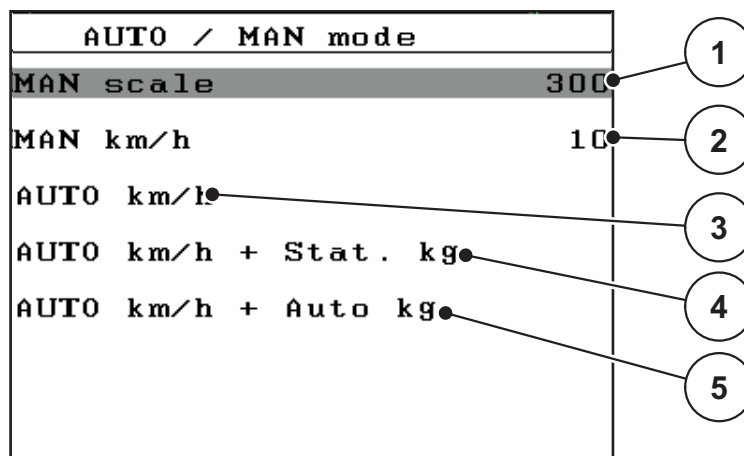 AUTO / MAN mode
MAN scale 300
MAN km/h 10
AUTO km/h
AUTO km/h + Stat. kg
AUTO km/h + Auto kg
1
2
3
4
5